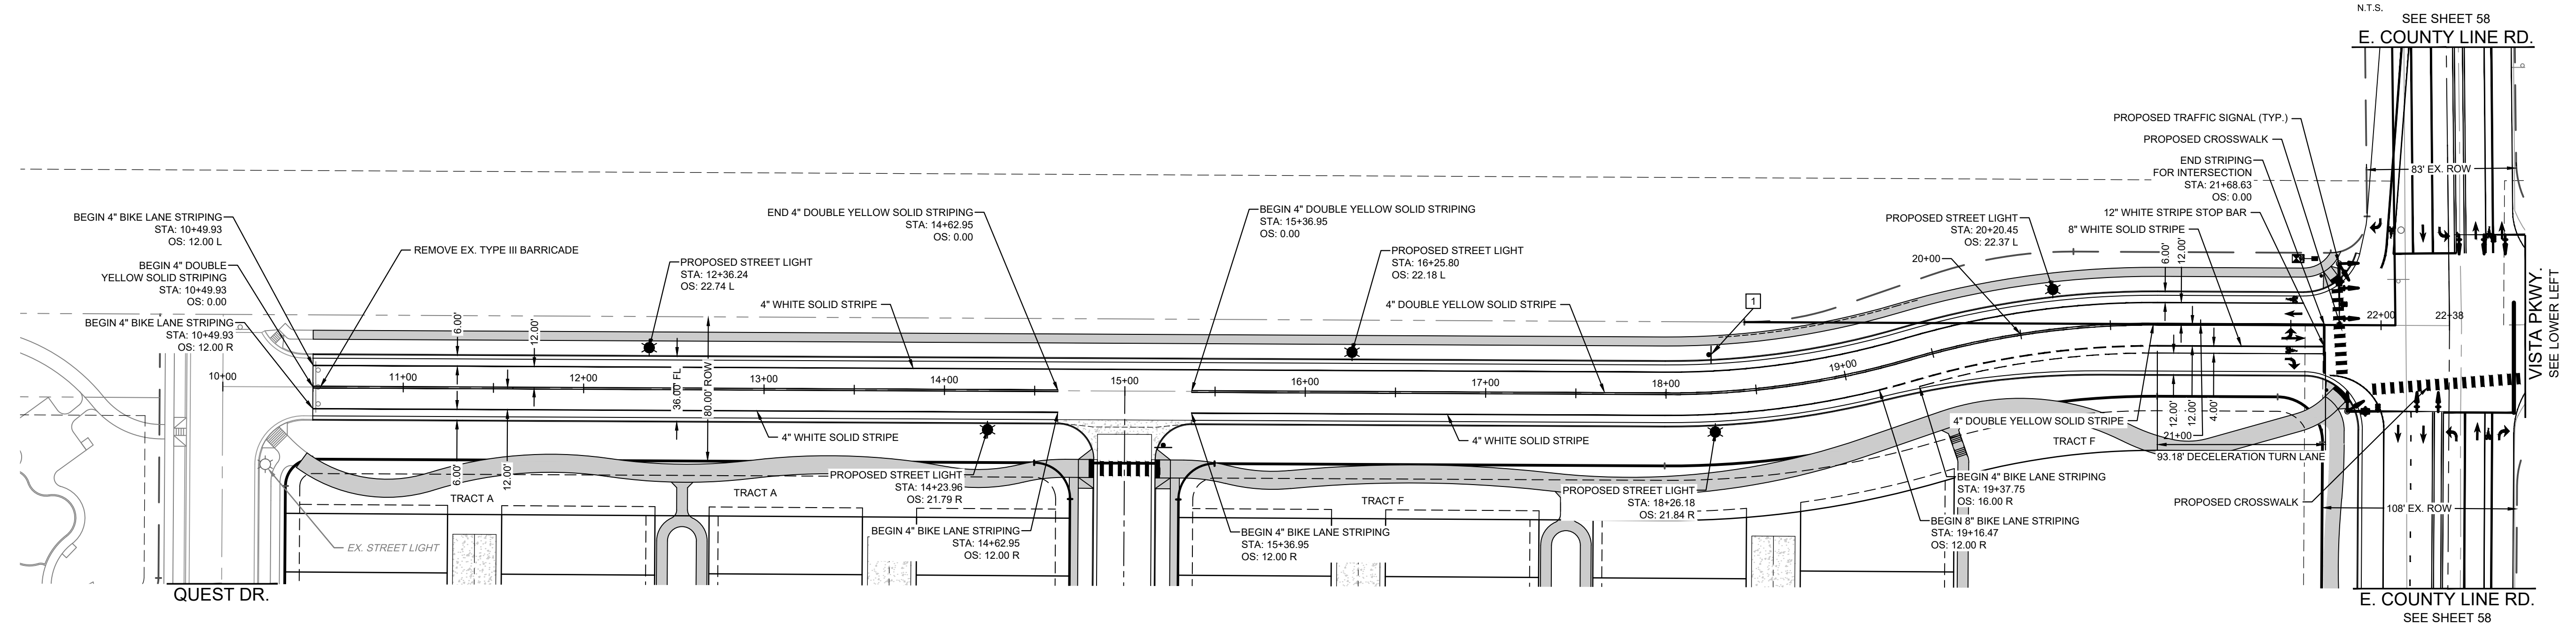 N.T.S.
SEE SHEET 58
E. COUNTY LINE RD.
PROPOSED TRAFFIC SIGNAL (TYP.)
PROPOSED CROSSWALK
END STRIPING
FOR INTERSECTION
STA: 21+68.63
OS: 0.00
12" WHITE STRIPE STOP BAR
8" WHITE SOLID STRIPE
83' EX. ROW
BEGIN 4" BIKE LANE STRIPING
STA: 10+49.93
OS: 12.00 L
REMOVE EX. TYPE III BARRICADE
BEGIN 4" DOUBLE
YELLOW SOLID STRIPING
STA: 10+49.93
OS: 0.00
BEGIN 4" BIKE LANE STRIPING
STA: 10+49.93
OS: 12.00 R
PROPOSED STREET LIGHT
STA: 12+36.24
OS: 22.74 L
4" WHITE SOLID STRIPE
END 4" DOUBLE YELLOW SOLID STRIPING
STA: 14+62.95
OS: 0.00
BEGIN 4" DOUBLE YELLOW SOLID STRIPING
STA: 15+36.95
OS: 0.00
PROPOSED STREET LIGHT
STA: 16+25.80
OS: 22.18 L
4" DOUBLE YELLOW SOLID STRIPE
1
PROPOSED STREET LIGHT
STA: 20+20.45
OS: 22.37 L
20+00
6.00'
12.00'
6.00'
12.00'
36.00' FL
80.00' ROW
10+00
11+00
12+00
13+00
14+00
15+00
16+00
17+00
18+00
19+00
22+00
22+38
VISTA PKWY.
SEE LOWER LEFT
6.00'
12.00'
4" WHITE SOLID STRIPE
4" WHITE SOLID STRIPE
4" DOUBLE YELLOW SOLID STRIPE
12.00'
12.00'
4.00'
21+00
TRACT F
93.18' DECELERATION TURN LANE
PROPOSED STREET LIGHT
STA: 14+23.96
OS: 21.79 R
TRACT A
TRACT A
TRACT F
PROPOSED STREET LIGHT
STA: 18+26.18
OS: 21.84 R
BEGIN 4" BIKE LANE STRIPING
STA: 19+37.75
OS: 16.00 R
BEGIN 8" BIKE LANE STRIPING
STA: 19+16.47
OS: 12.00 R
PROPOSED CROSSWALK
108' EX. ROW
BEGIN 4" BIKE LANE STRIPING
STA: 14+62.95
OS: 12.00 R
BEGIN 4" BIKE LANE STRIPING
STA: 15+36.95
OS: 12.00 R
EX. STREET LIGHT
QUEST DR.
E. COUNTY LINE RD.
SEE SHEET 58